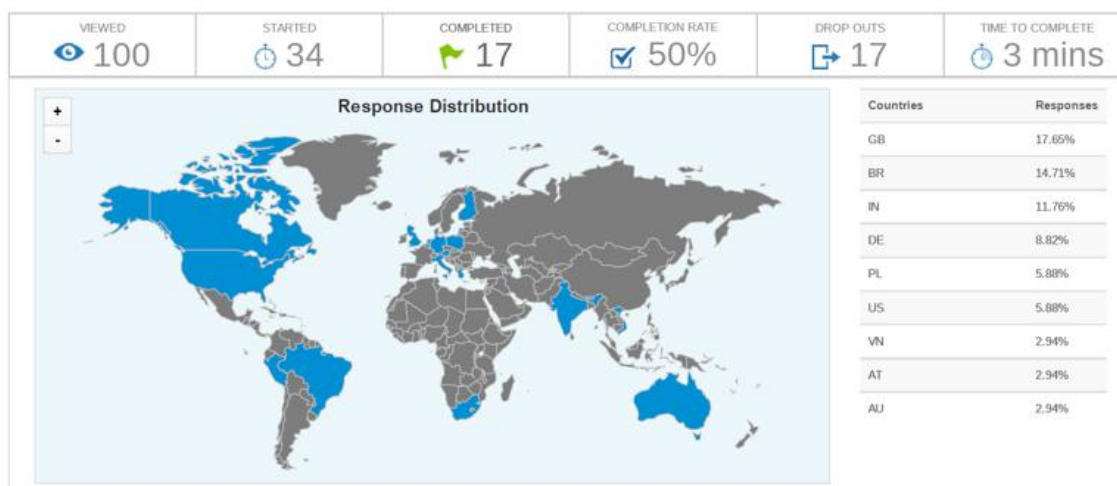 VIEWED
100
STARTED
34
COMPLETED
17
COMPLETION RATE
50%
DROP OUTS
17
TIME TO COMPLETE
3 mins
+
-
Response Distribution
Countries Responses
GB 17.65%
BR 14.71%
IN 11.76%
DE 8.82%
PL 5.88%
US 5.88%
VN 2.94%
AT 2.94%
AU 2.94%